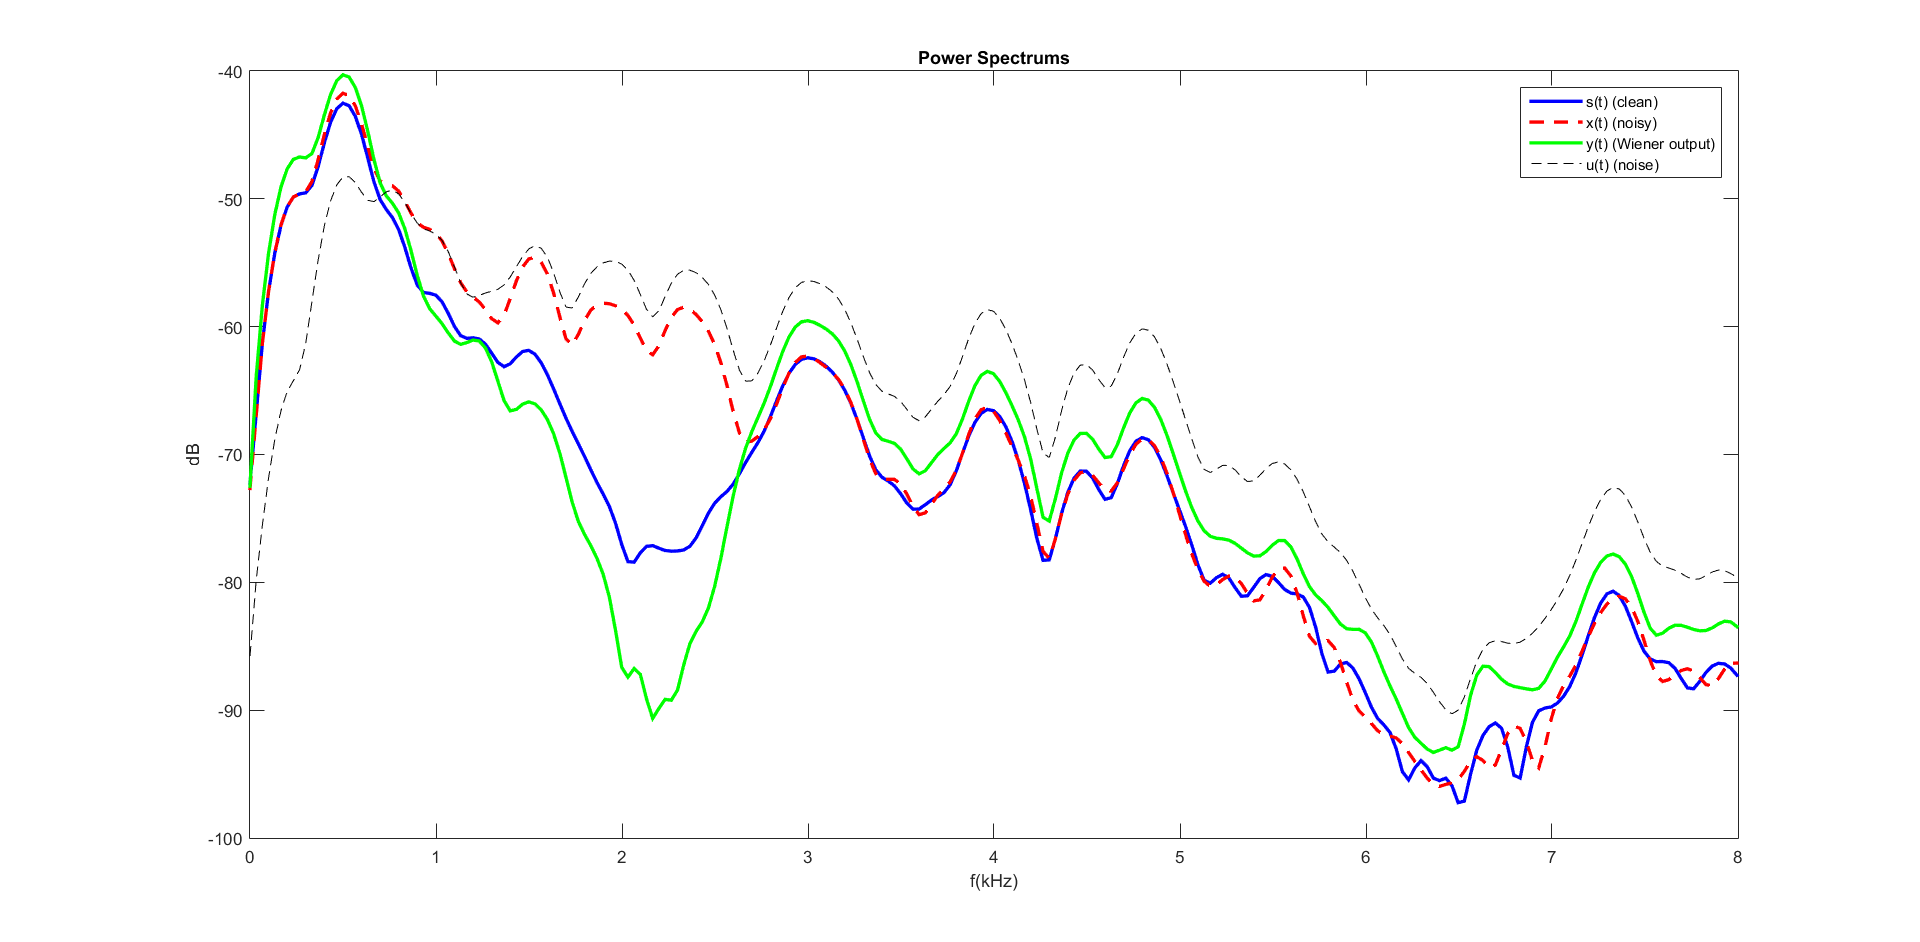 Power Spectrums
s(t) (clean)
x(t) (noisy)
y(t) (Wiener output)
u(t) (noise)
dB
-40
-50
-60
-70
-80
-90
-100
0 1 2 3 4 5 6 7 8
f(kHz)